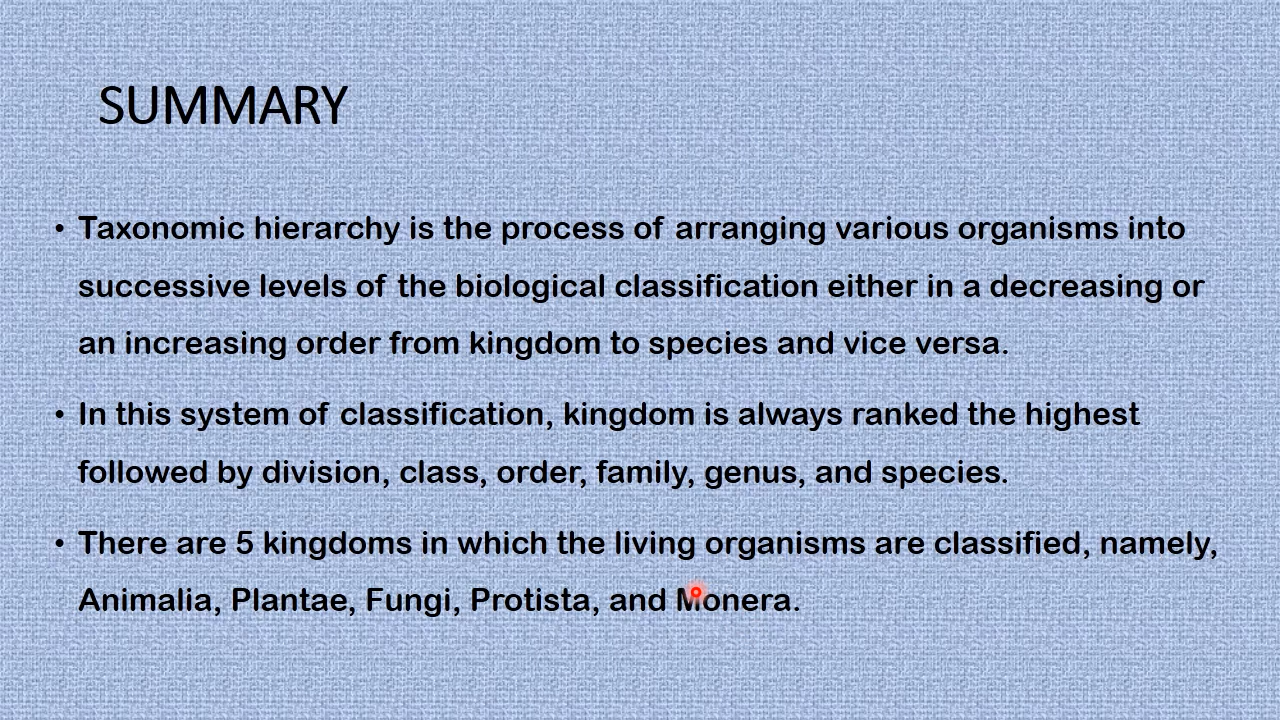 SUMMARY
• Taxonomic hierarchy is the process of arranging various organisms into
successive levels of the biological classification either in a decreasing or
an increasing order from kingdom to species and vice versa.
• In this system of classification, kingdom is always ranked the highest
followed by division, class, order, family, genus, and species.
• There are 5 kingdoms in which the living organisms are classified, namely,
Animalia, Plantae, Fungi, Protista, and Monera.